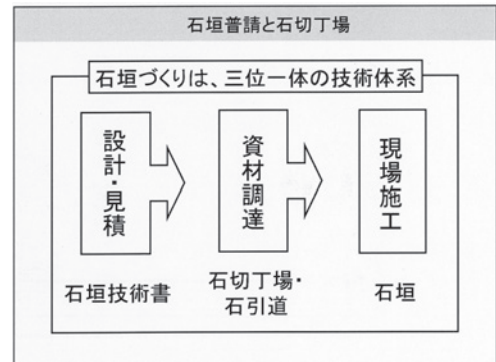 石垣普請と石切丁場
石垣づくりは、三位一体の技術体系
設計・見積
資材調達
現場施工
石垣技術書
石切丁場・
石引道
石垣